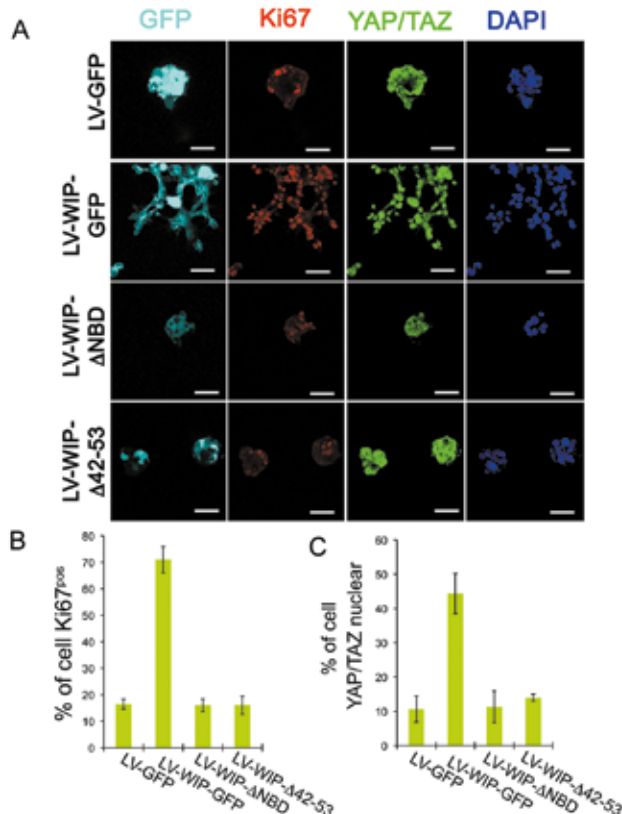 A
GFP Ki67 YAP/TAZ DAPI
LV-GFP
LV-WIP-
GFP
LV-WIP-
ΔNBD
LV-WIP-
Δ42-53
B
% of cell Ki67pos
80
70
60
50
40
30
20
10
0
LV-GFP
LV-WIP-GFP
LV-WIP-ΔNBD
LV-WIP-Δ42-53
C
% of cell
YAP/TAZ nuclear
60
50
40
30
20
10
0
LV-GFP
LV-WIP-GFP
LV-WIP-ΔNBD
LV-WIP-Δ42-53